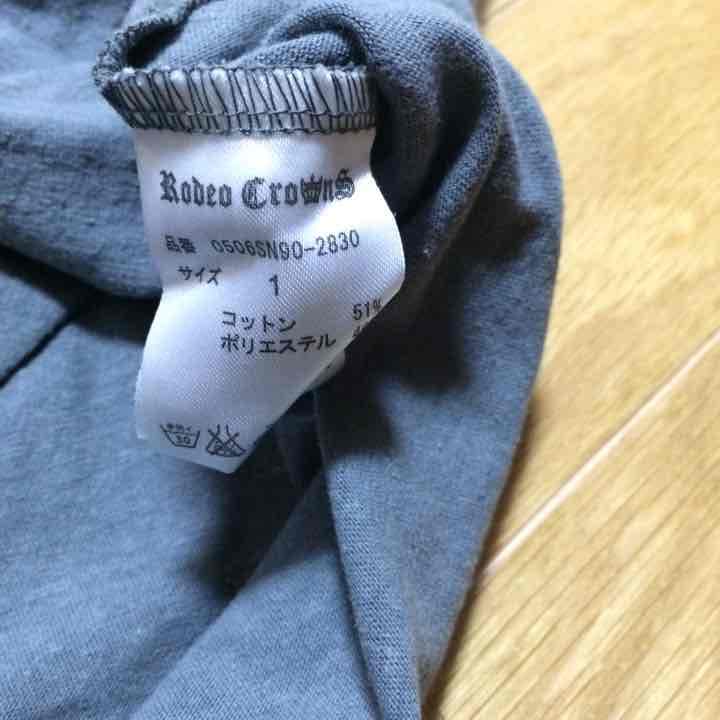 Rodeo Crowns
品番 0506SN90-2830
サイズ 1
コットン 51%
ポリエステル
30